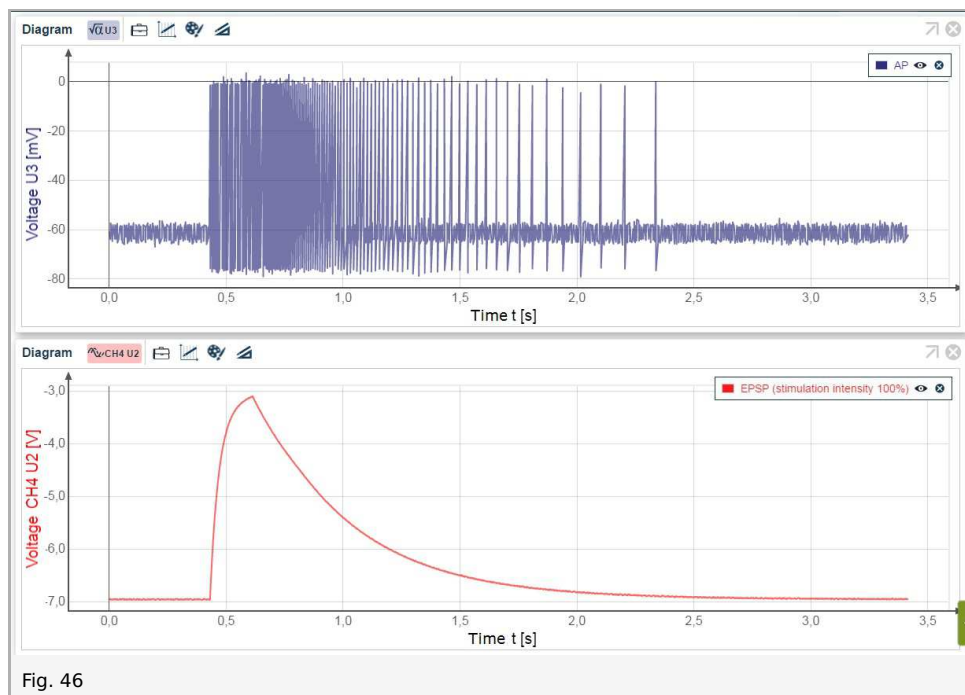 Diagram √α U3
AP
Voltage U3 [mV]
0
-20
-40
-60
-80
0,0 0,5 1,0 1,5 2,0 2,5 3,0 3,5
Time t [s]
Diagram CH4 U2
EPSP (stimulation intensity 100%)
Voltage CH4 U2 [V]
-3,0
-4,0
-5,0
-6,0
-7,0
0,0 0,5 1,0 1,5 2,0 2,5 3,0 3,5
Time t [s]
Fig. 46